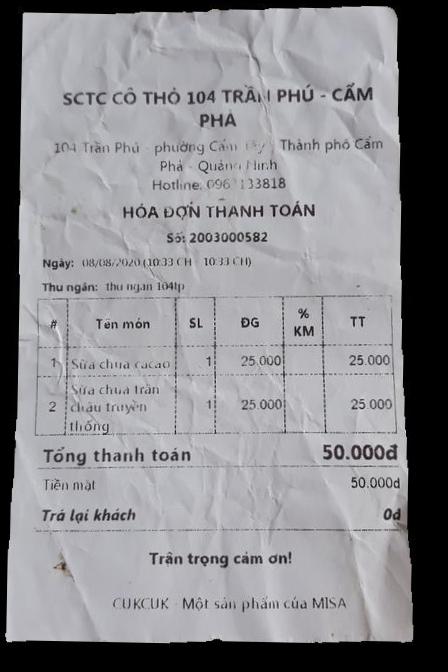 SCTC CÔ THỎ 104 TRẦN PHÚ - CẨM
PHẢ
104 Trần Phú - phường Cẩm Tây - Thành phố Cẩm
Phả - Quảng Ninh
Hotline: 096 133818
HÓA ĐƠN THANH TOÁN
Số: 2003000582
Ngày: 08/08/2020 (10:33 CH - 10:33 CH)
Thu ngân: thu ngan 104tp
# Tên món SL ĐG % KM TT
1 Sữa chua cacao 1 25.000 25.000
Sữa chua trân
2 châu truyền 1 25.000 25.000
thống
Tổng thanh toán 50.000đ
Tiền mặt 50.000đ
Trả lại khách 0đ
Trân trọng cảm ơn!
CUKCUK - Một sản phẩm của MISA